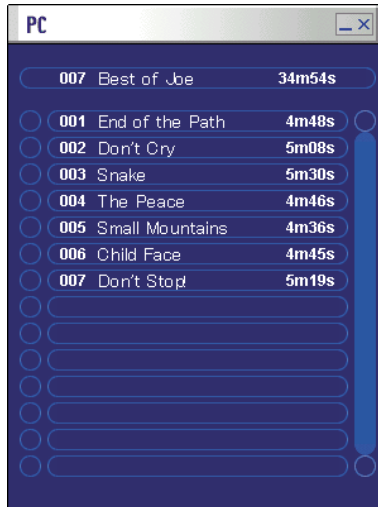 PC
007 Best of Joe 34m54s
001 End of the Path 4m48s
002 Don't Cry 5m08s
003 Snake 5m30s
004 The Peace 4m46s
005 Small Mountains 4m36s
006 Child Face 4m45s
007 Don't Stop! 5m19s